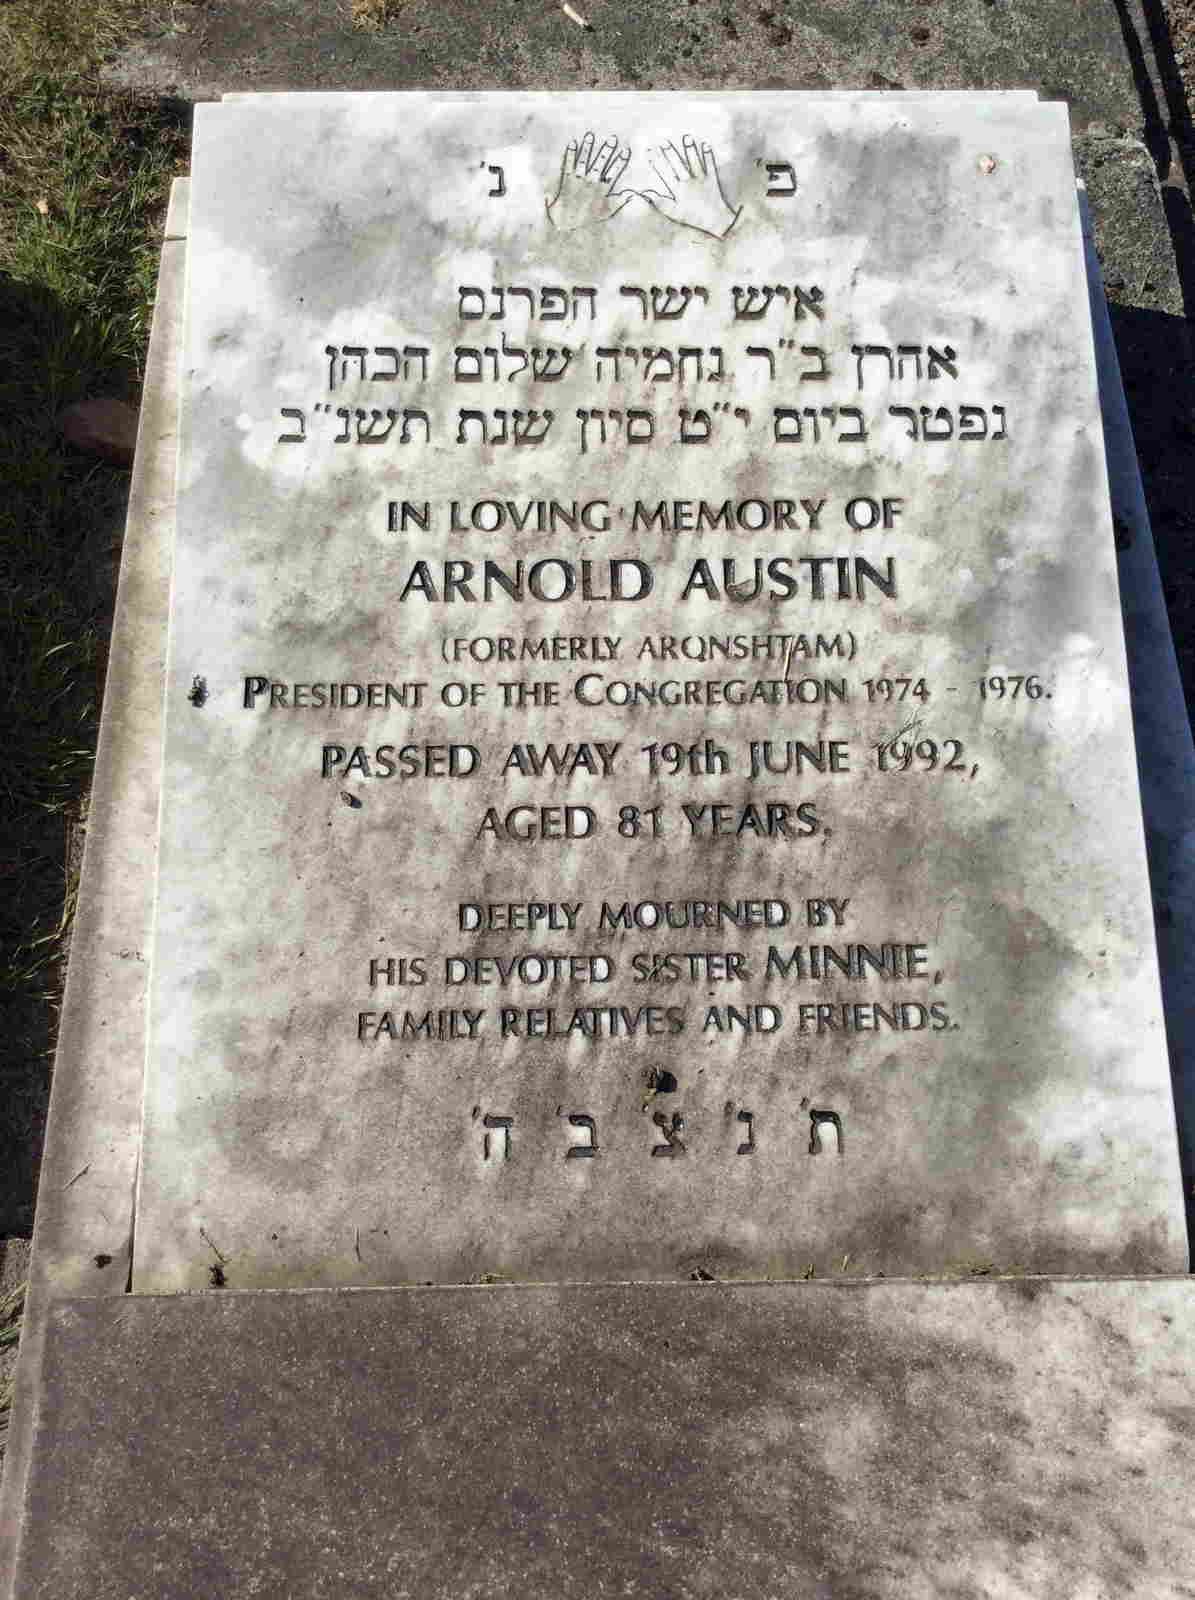 פ' נ'
איש ישר הפרנס
אהרן ב"ר נחמיה שלום הכהן
נפטר ביום י"ט סיון שנת תשנ"ב
IN LOVING MEMORY OF
ARNOLD AUSTIN
(FORMERLY ARONSHTAM)
PRESIDENT OF THE CONGREGATION 1974 - 1976.
PASSED AWAY 19th JUNE 1992,
AGED 81 YEARS.
DEEPLY MOURNED BY
HIS DEVOTED SISTER MINNIE,
FAMILY RELATIVES AND FRIENDS.
ת' נ' צ' ב' ה'